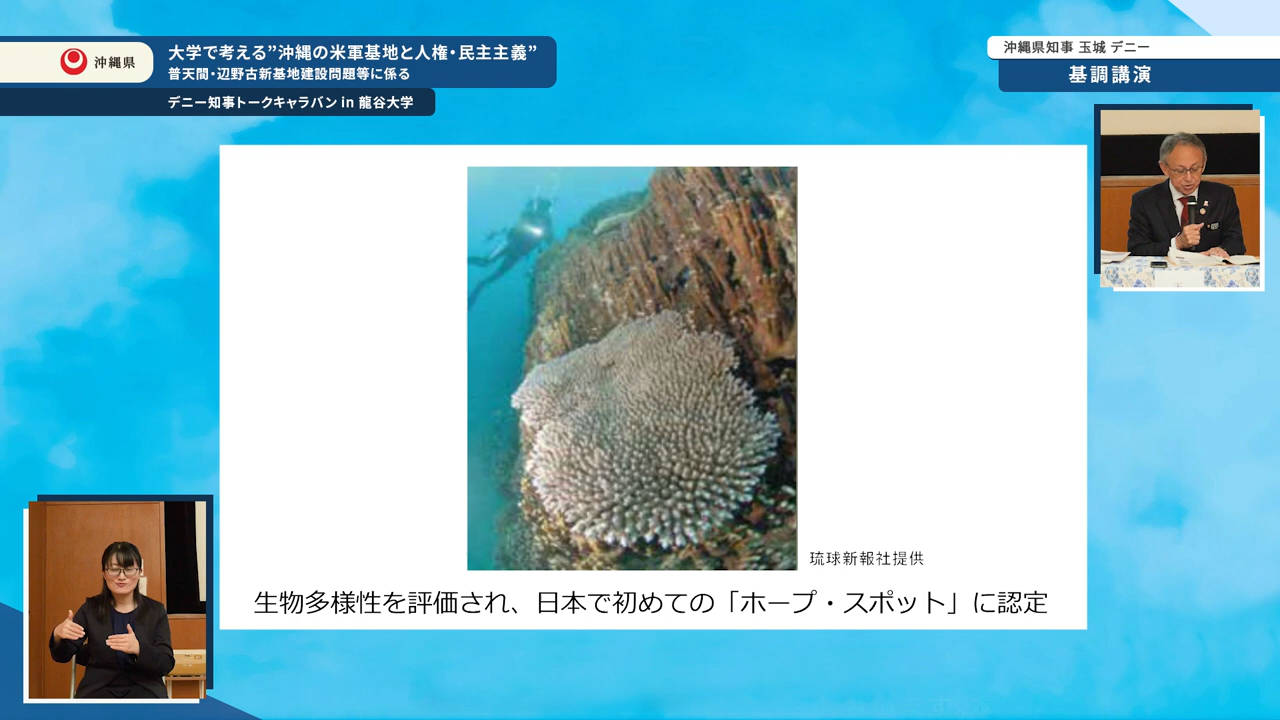 沖縄県
大学で考える”沖縄の米軍基地と人権・民主主義”
普天間・辺野古新基地建設問題等に係る
デニー知事トークキャラバン in 龍谷大学
沖縄県知事 玉城 デニー
基調講演
琉球新報社提供
生物多様性を評価され、日本で初めての「ホープ・スポット」に認定